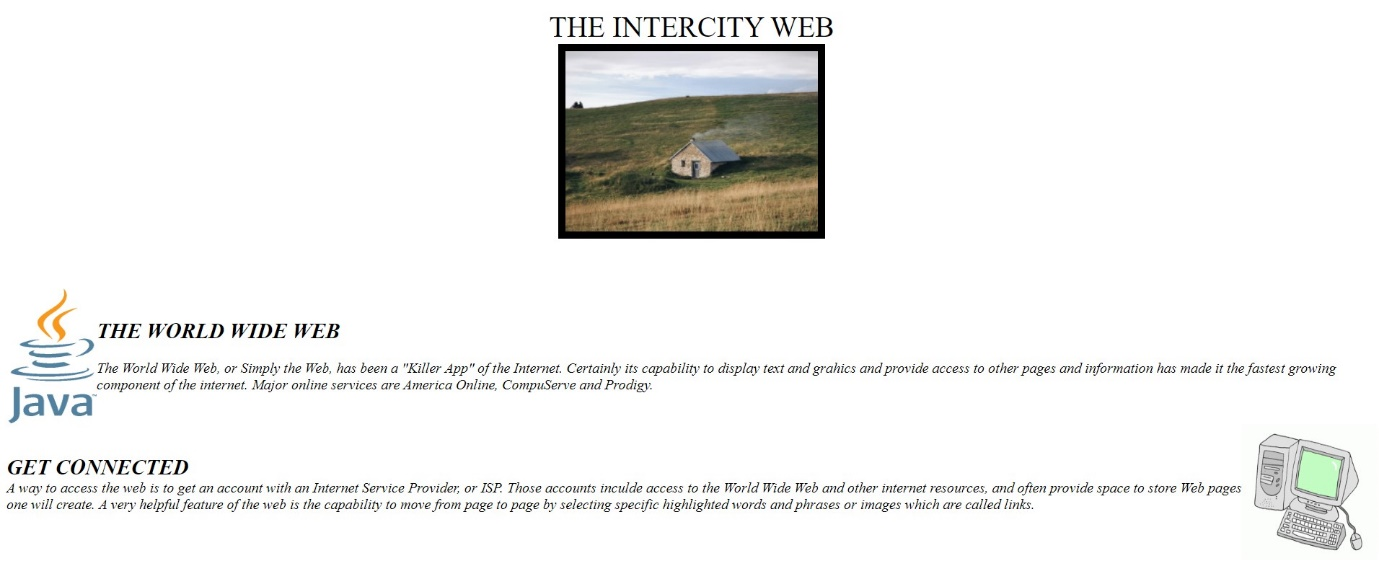 THE INTERCITY WEB
THE WORLD WIDE WEB
The World Wide Web, or Simply the Web, has been a "Killer App" of the Internet. Certainly its capability to display text and grahics and provide access to other pages and information has made it the fastest growing
component of the internet. Major online services are America Online, CompuServe and Prodigy.
Java™
GET CONNECTED
A way to access the web is to get an account with an Internet Service Provider, or ISP. Those accounts inculde access to the World Wide Web and other internet resources, and often provide space to store Web pages
one will create. A very helpful feature of the web is the capability to move from page to page by selecting specific highlighted words and phrases or images which are called links.